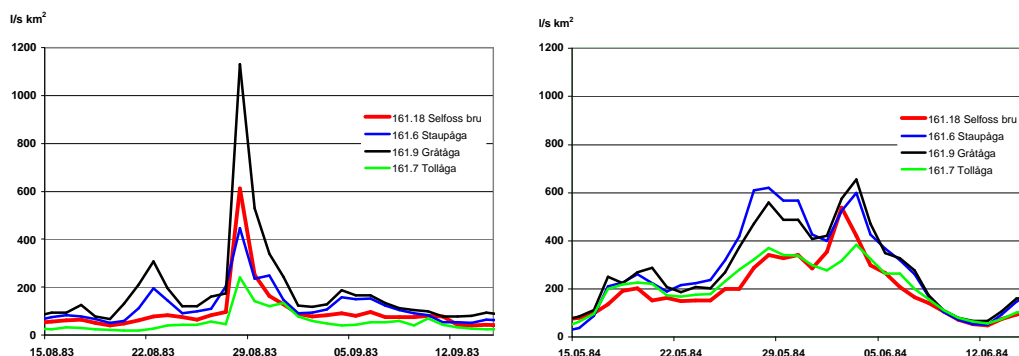 l/s km²
1200
1000
800
600
400
200
0
15.08.83 22.08.83 29.08.83 05.09.83 12.09.83
161.18 Selfoss bru
161.6 Staupåga
161.9 Gråtåga
161.7 Tollåga
l/s km²
1200
1000
800
600
400
200
0
15.05.84 22.05.84 29.05.84 05.06.84 12.06.84
161.18 Selfoss bru
161.6 Staupåga
161.9 Gråtåga
161.7 Tollåga